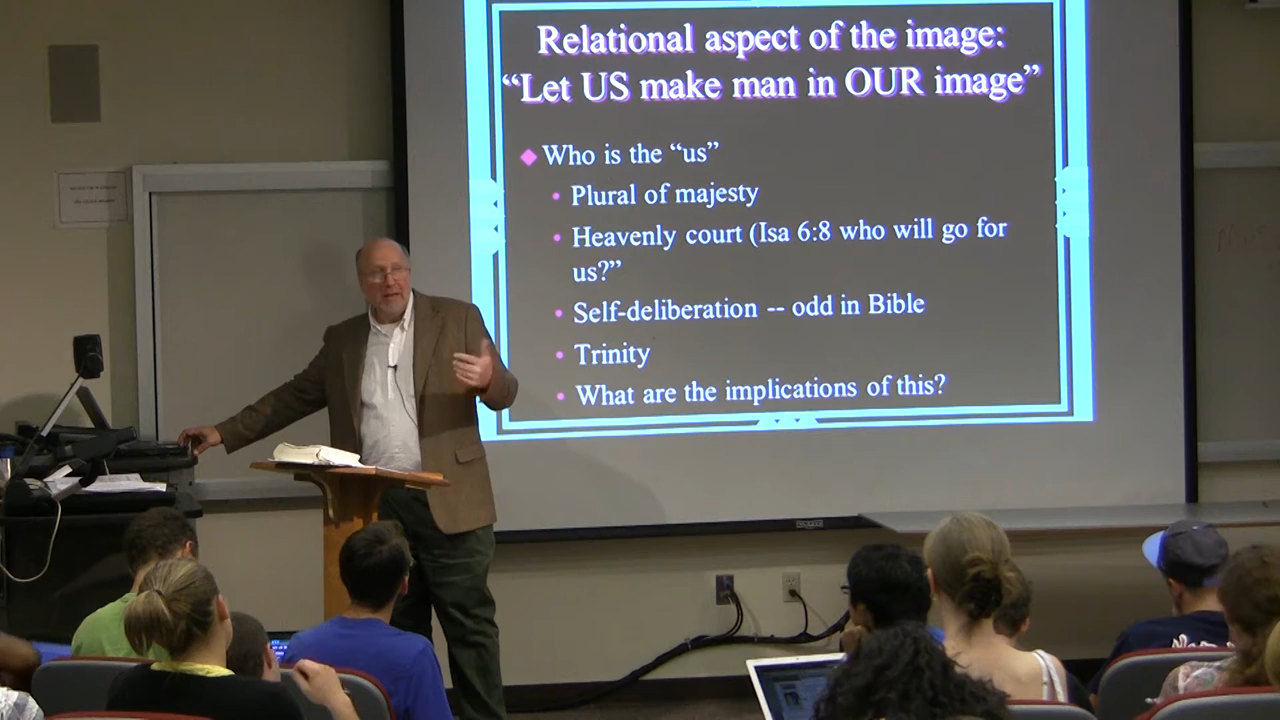 Relational aspect of the image:
“Let US make man in OUR image”
Who is the “us”
Plural of majesty
Heavenly court (Isa 6:8 who will go for
us?”
Self-deliberation -- odd in Bible
Trinity
What are the implications of this?